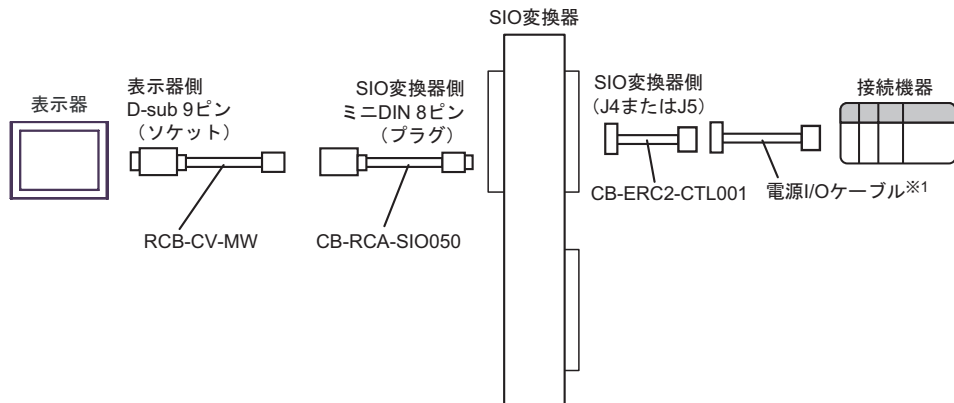 SIO変換器
表示器
表示器側
D-sub 9ピン
（ソケット）
SIO変換器側
ミニDIN 8ピン
（プラグ）
SIO変換器側
（J4またはJ5）
接続機器
RCB-CV-MW
CB-RCA-SIO050
CB-ERC2-CTL001
電源I/Oケーブル※1